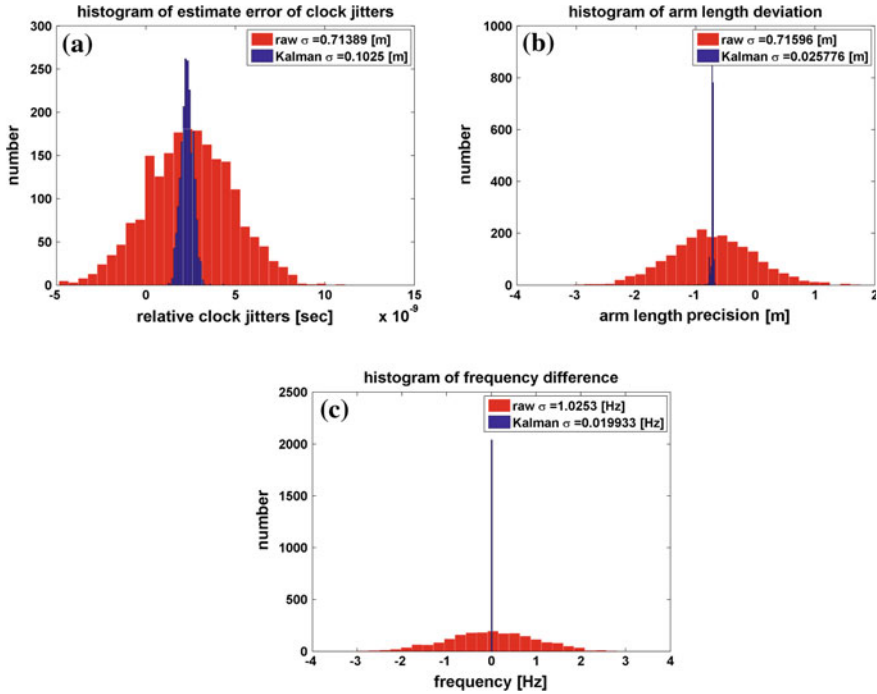 histogram of estimate error of clock jitters
(a)
raw σ =0.71389 [m]
Kalman σ =0.1025 [m]
number
300
250
200
150
100
50
0
-5
0
5
10
15
relative clock jitters [sec]
x 10^-9
histogram of arm length deviation
(b)
raw σ =0.71596 [m]
Kalman σ =0.025776 [m]
number
1000
800
600
400
200
0
-4
-3
-2
-1
0
1
2
arm length precision [m]
histogram of frequency difference
(c)
raw σ =1.0253 [Hz]
Kalman σ =0.019933 [Hz]
number
2500
2000
1500
1000
500
0
-4
-3
-2
-1
0
1
2
3
4
frequency [Hz]